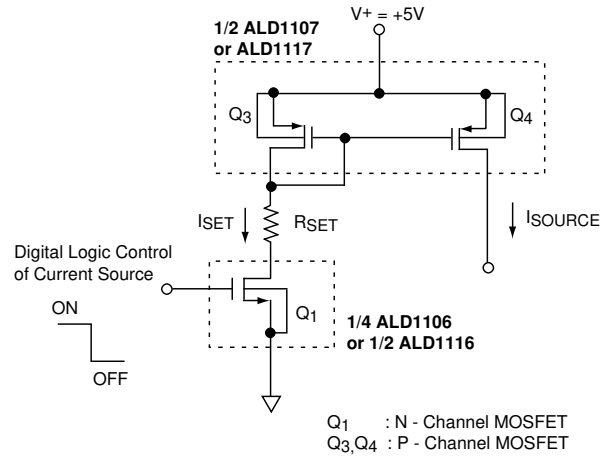 V+ = +5V
1/2 ALD1107
or ALD1117
Q3
Q4
ISET
RSET
ISOURCE
Digital Logic Control
of Current Source
ON
OFF
Q1
1/4 ALD1106
or 1/2 ALD1116
Q1 : N - Channel MOSFET
Q3,Q4 : P - Channel MOSFET